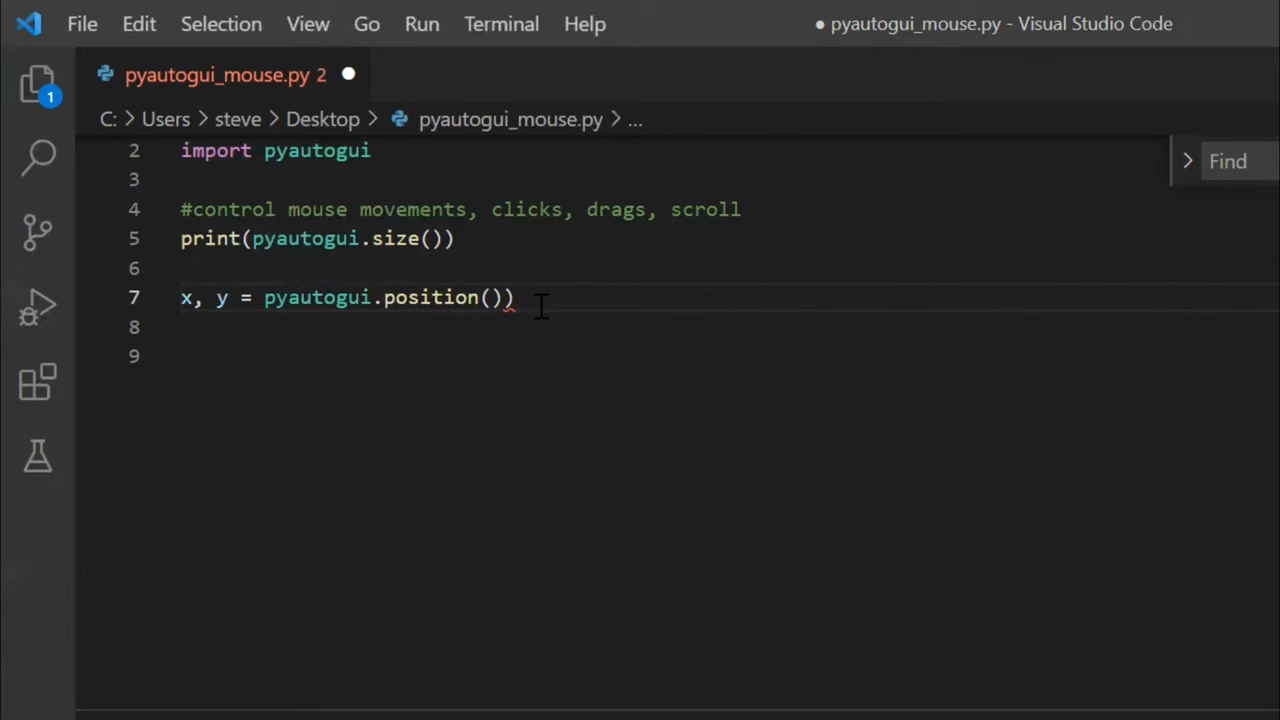 File Edit Selection View Go Run Terminal Help ● pyautogui_mouse.py - Visual Studio Code
pyautogui_mouse.py 2 ●
1
C: > Users > steve > Desktop > pyautogui_mouse.py > ...
2 import pyautogui
> Find
3
4 #control mouse movements, clicks, drags, scroll
5 print(pyautogui.size())
6
7 x, y = pyautogui.position())
8
9